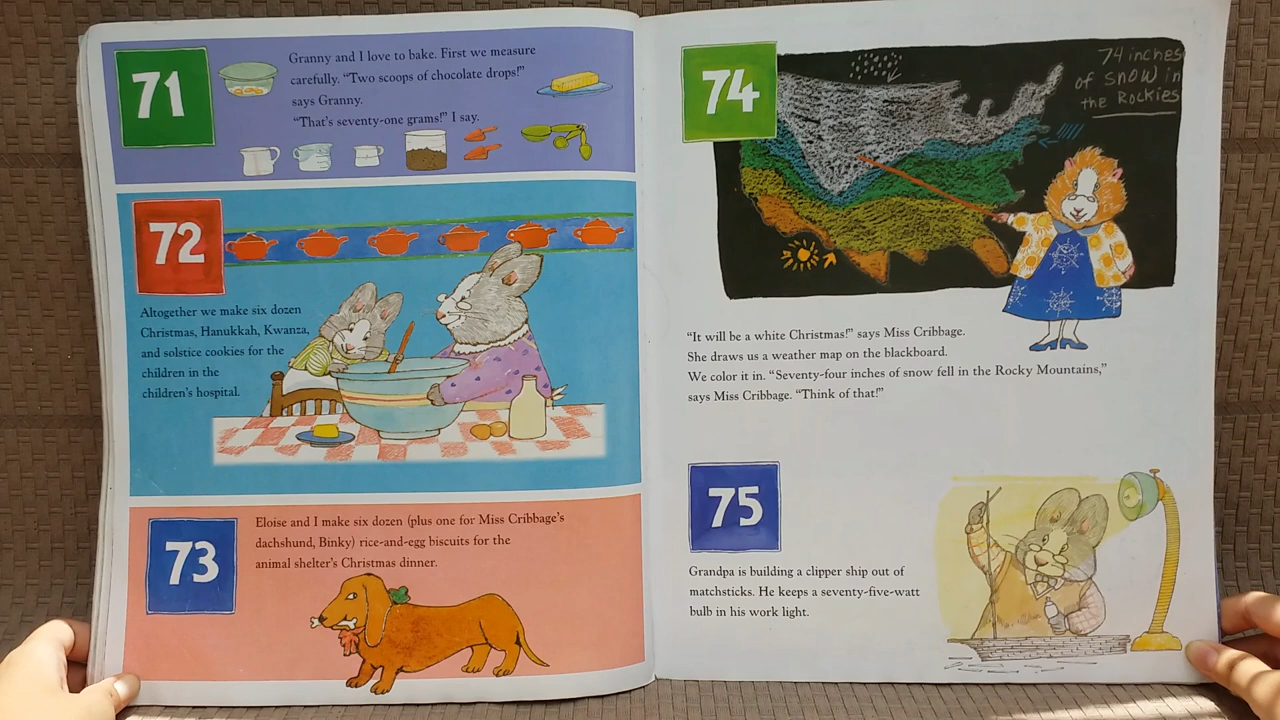 71
Granny and I love to bake. First we measure
carefully. “Two scoops of chocolate drops!”
says Granny.
“That’s seventy-one grams!” I say.
72
Altogether we make six dozen
Christmas, Hanukkah, Kwanza,
and solstice cookies for the
children in the
children’s hospital.
73
Eloise and I make six dozen (plus one for Miss Cribbage’s
dachshund, Binky) rice-and-egg biscuits for the
animal shelter’s Christmas dinner.
74
74 inches
of snow in
the Rockies
“It will be a white Christmas!” says Miss Cribbage.
She draws us a weather map on the blackboard.
We color it in. “Seventy-four inches of snow fell in the Rocky Mountains,”
says Miss Cribbage. “Think of that!”
75
Grandpa is building a clipper ship out of
matchsticks. He keeps a seventy-five-watt
bulb in his work light.